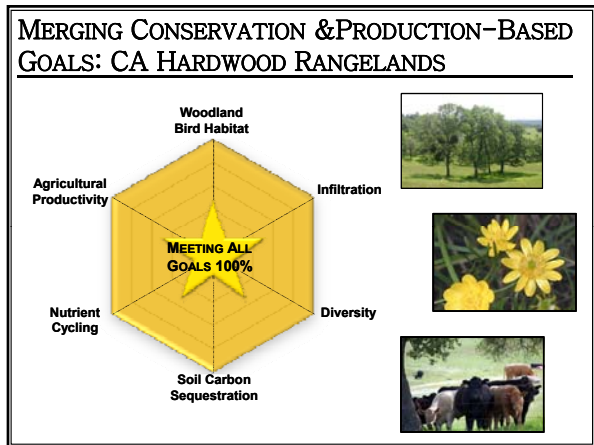 MERGING CONSERVATION &PRODUCTION-BASED
GOALS: CA HARDWOOD RANGELANDS
Woodland
Bird Habitat
Agricultural
Productivity
Infiltration
MEETING ALL
GOALS 100%
Nutrient
Cycling
Diversity
Soil Carbon
Sequestration